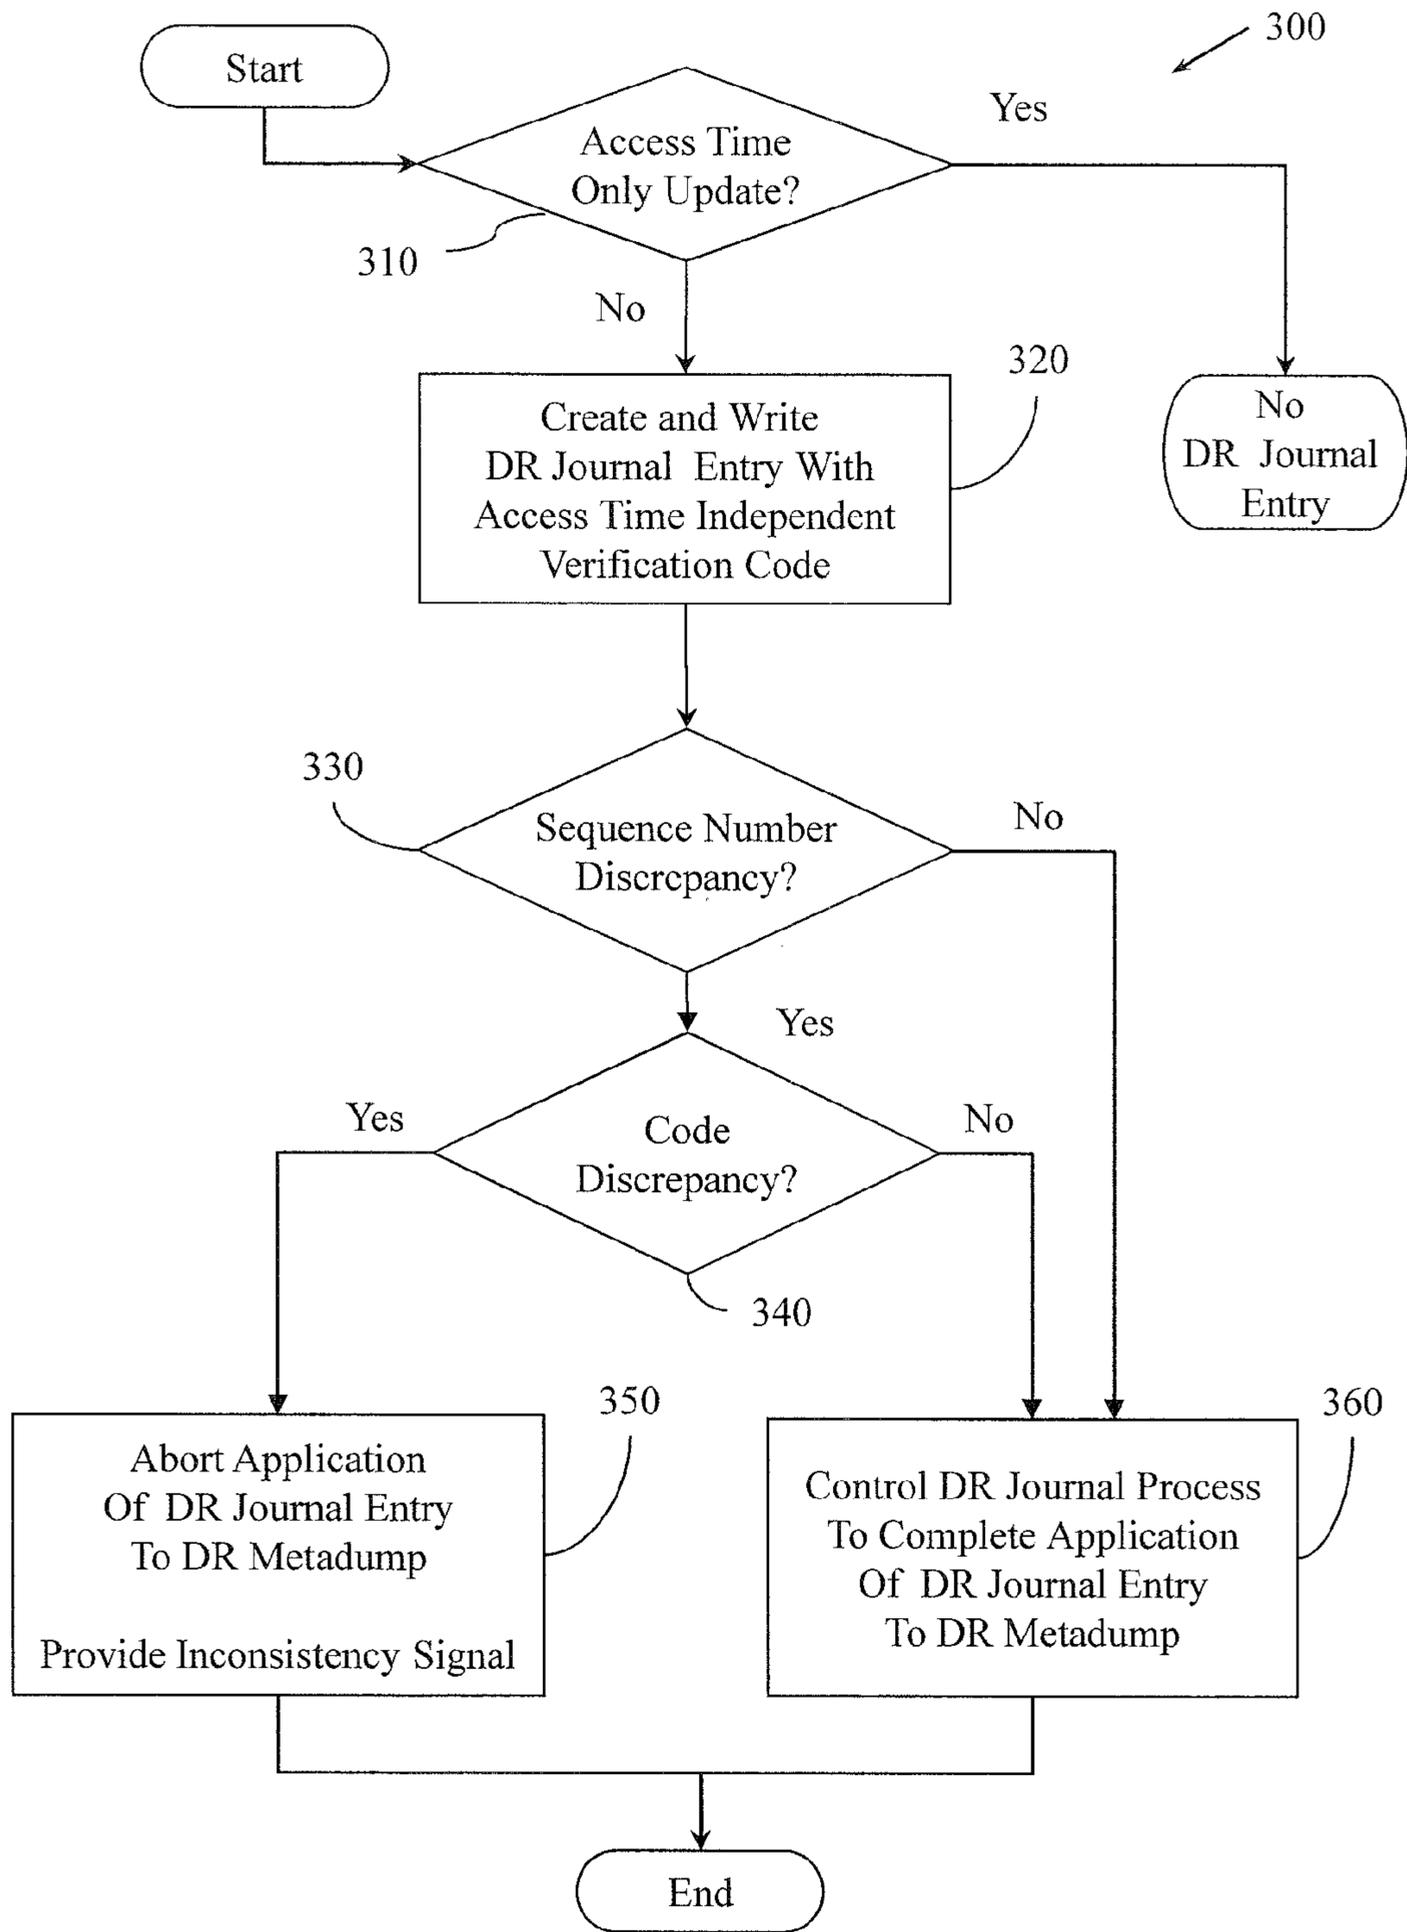 300
Start
Yes
Access Time
Only Update?
310
No
320
No
DR Journal
Entry
Create and Write
DR Journal Entry With
Access Time Independent
Verification Code
330
No
Sequence Number
Discrepancy?
Yes
Yes
No
Code
Discrepancy?
340
350
360
Abort Application
Of DR Journal Entry
To DR Metadump
Provide Inconsistency Signal
Control DR Journal Process
To Complete Application
Of DR Journal Entry
To DR Metadump
End